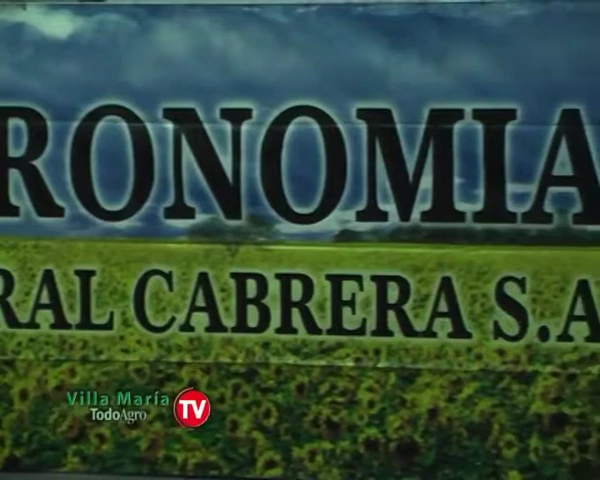 RONOMIA
RAL CABRERA S.A
Villa María
TodoAgro
TV